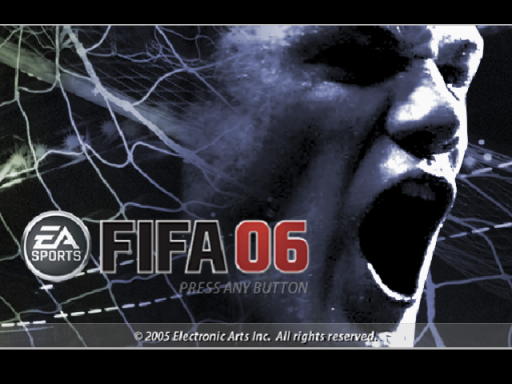 EA
SPORTS
FIFA 06
PRESS ANY BUTTON
© 2005 Electronic Arts Inc. All rights reserved.